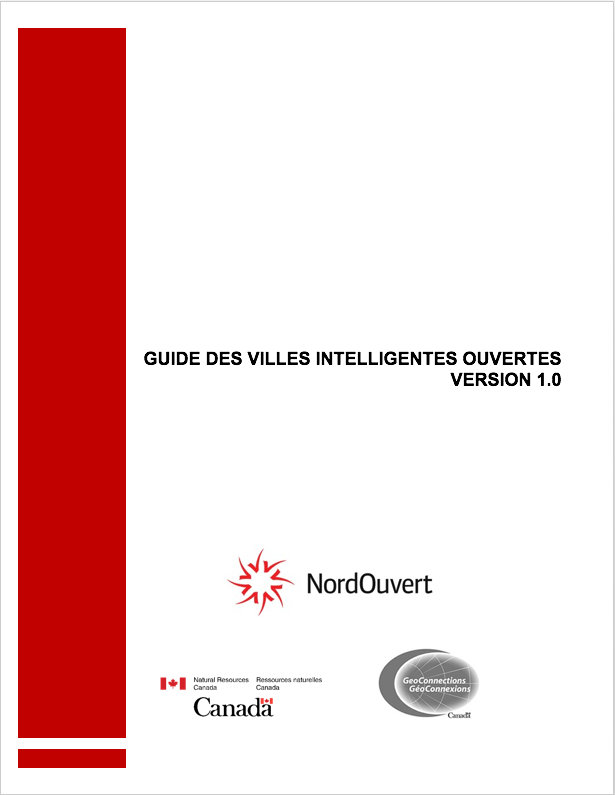 GUIDE DES VILLES INTELLIGENTES OUVERTES
VERSION 1.0
NordOuvert
Natural Resources Canada
Ressources naturelles Canada
Canada
GeoConnections
GéoConnexions
Canada